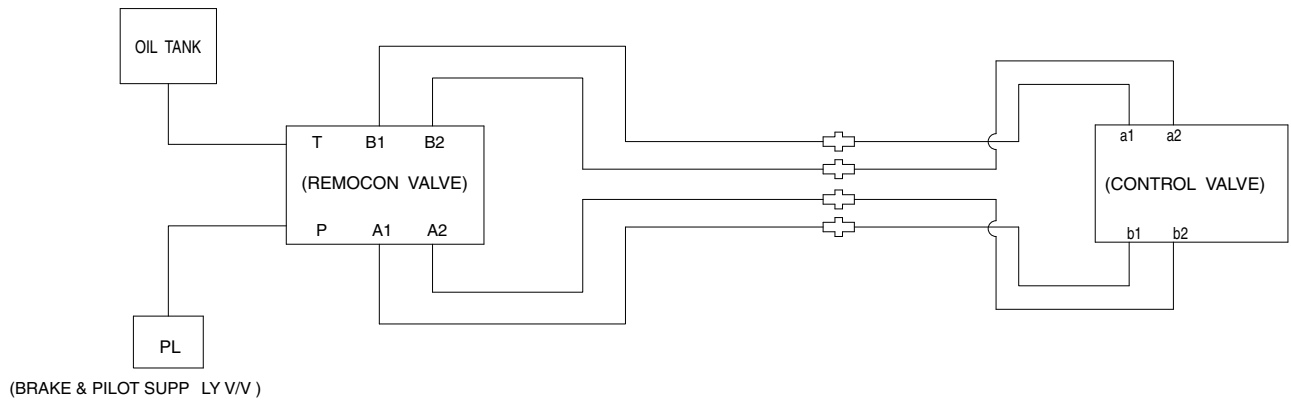 OIL TANK
T B1 B2
(REMOCON VALVE)
P A1 A2
PL
(BRAKE & PILOT SUPP LY V/V )
a1 a2
(CONTROL VALVE)
b1 b2